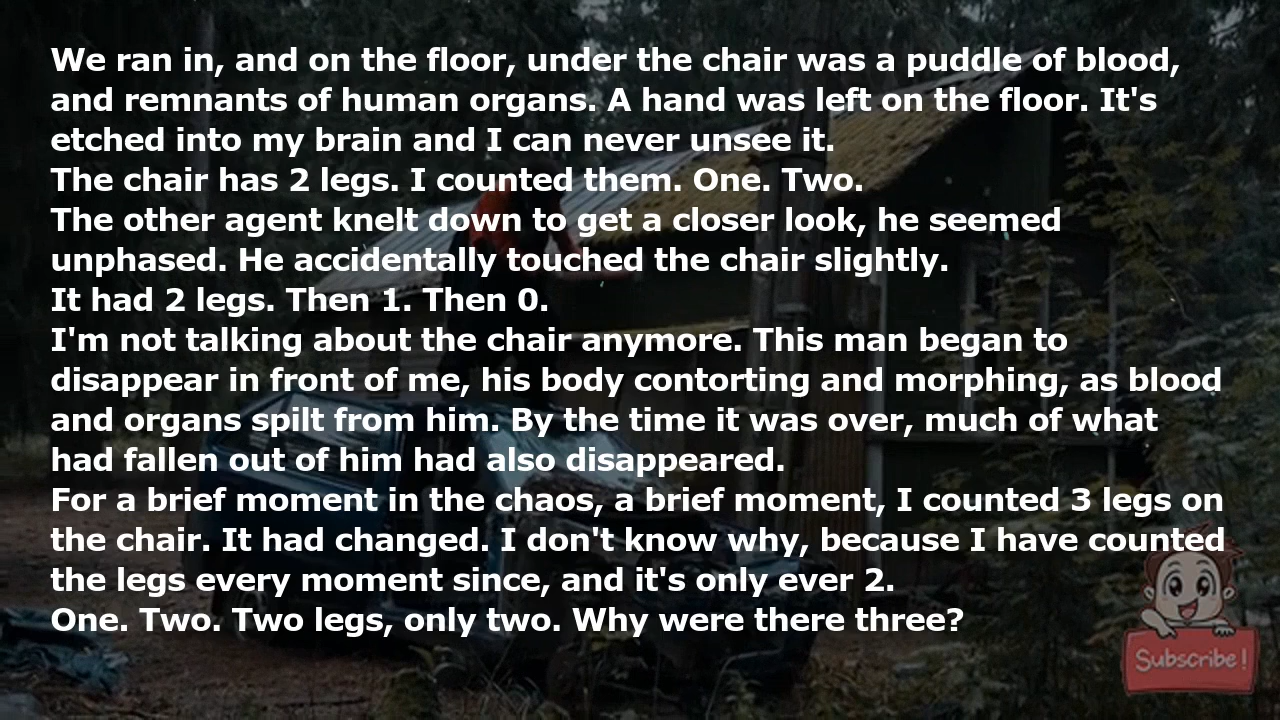 We ran in, and on the floor, under the chair was a puddle of blood,
and remnants of human organs. A hand was left on the floor. It's
etched into my brain and I can never unsee it.
The chair has 2 legs. I counted them. One. Two.
The other agent knelt down to get a closer look, he seemed
unphased. He accidentally touched the chair slightly.
It had 2 legs. Then 1. Then 0.
I'm not talking about the chair anymore. This man began to
disappear in front of me, his body contorting and morphing, as blood
and organs spilt from him. By the time it was over, much of what
had fallen out of him had also disappeared.
For a brief moment in the chaos, a brief moment, I counted 3 legs on
the chair. It had changed. I don't know why, because I have counted
the legs every moment since, and it's only ever 2.
One. Two. Two legs, only two. Why were there three?
Subscribe!